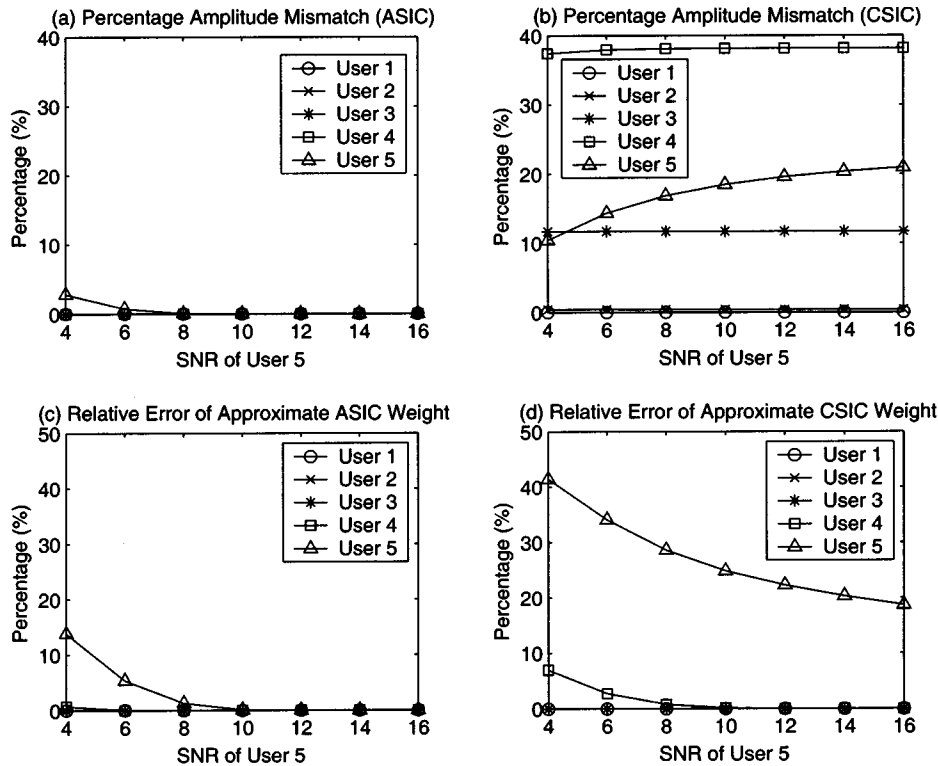 (a) Percentage Amplitude Mismatch (ASIC)
40
30
20
10
0
Percentage (%)
User 1
User 2
User 3
User 4
User 5
4 6 8 10 12 14 16
SNR of User 5
(b) Percentage Amplitude Mismatch (CSIC)
40
30
20
10
0
Percentage (%)
User 1
User 2
User 3
User 4
User 5
4 6 8 10 12 14 16
SNR of User 5
(c) Relative Error of Approximate ASIC Weight
50
40
30
20
10
0
Percentage (%)
User 1
User 2
User 3
User 4
User 5
4 6 8 10 12 14 16
SNR of User 5
(d) Relative Error of Approximate CSIC Weight
50
40
30
20
10
0
Percentage (%)
User 1
User 2
User 3
User 4
User 5
4 6 8 10 12 14 16
SNR of User 5